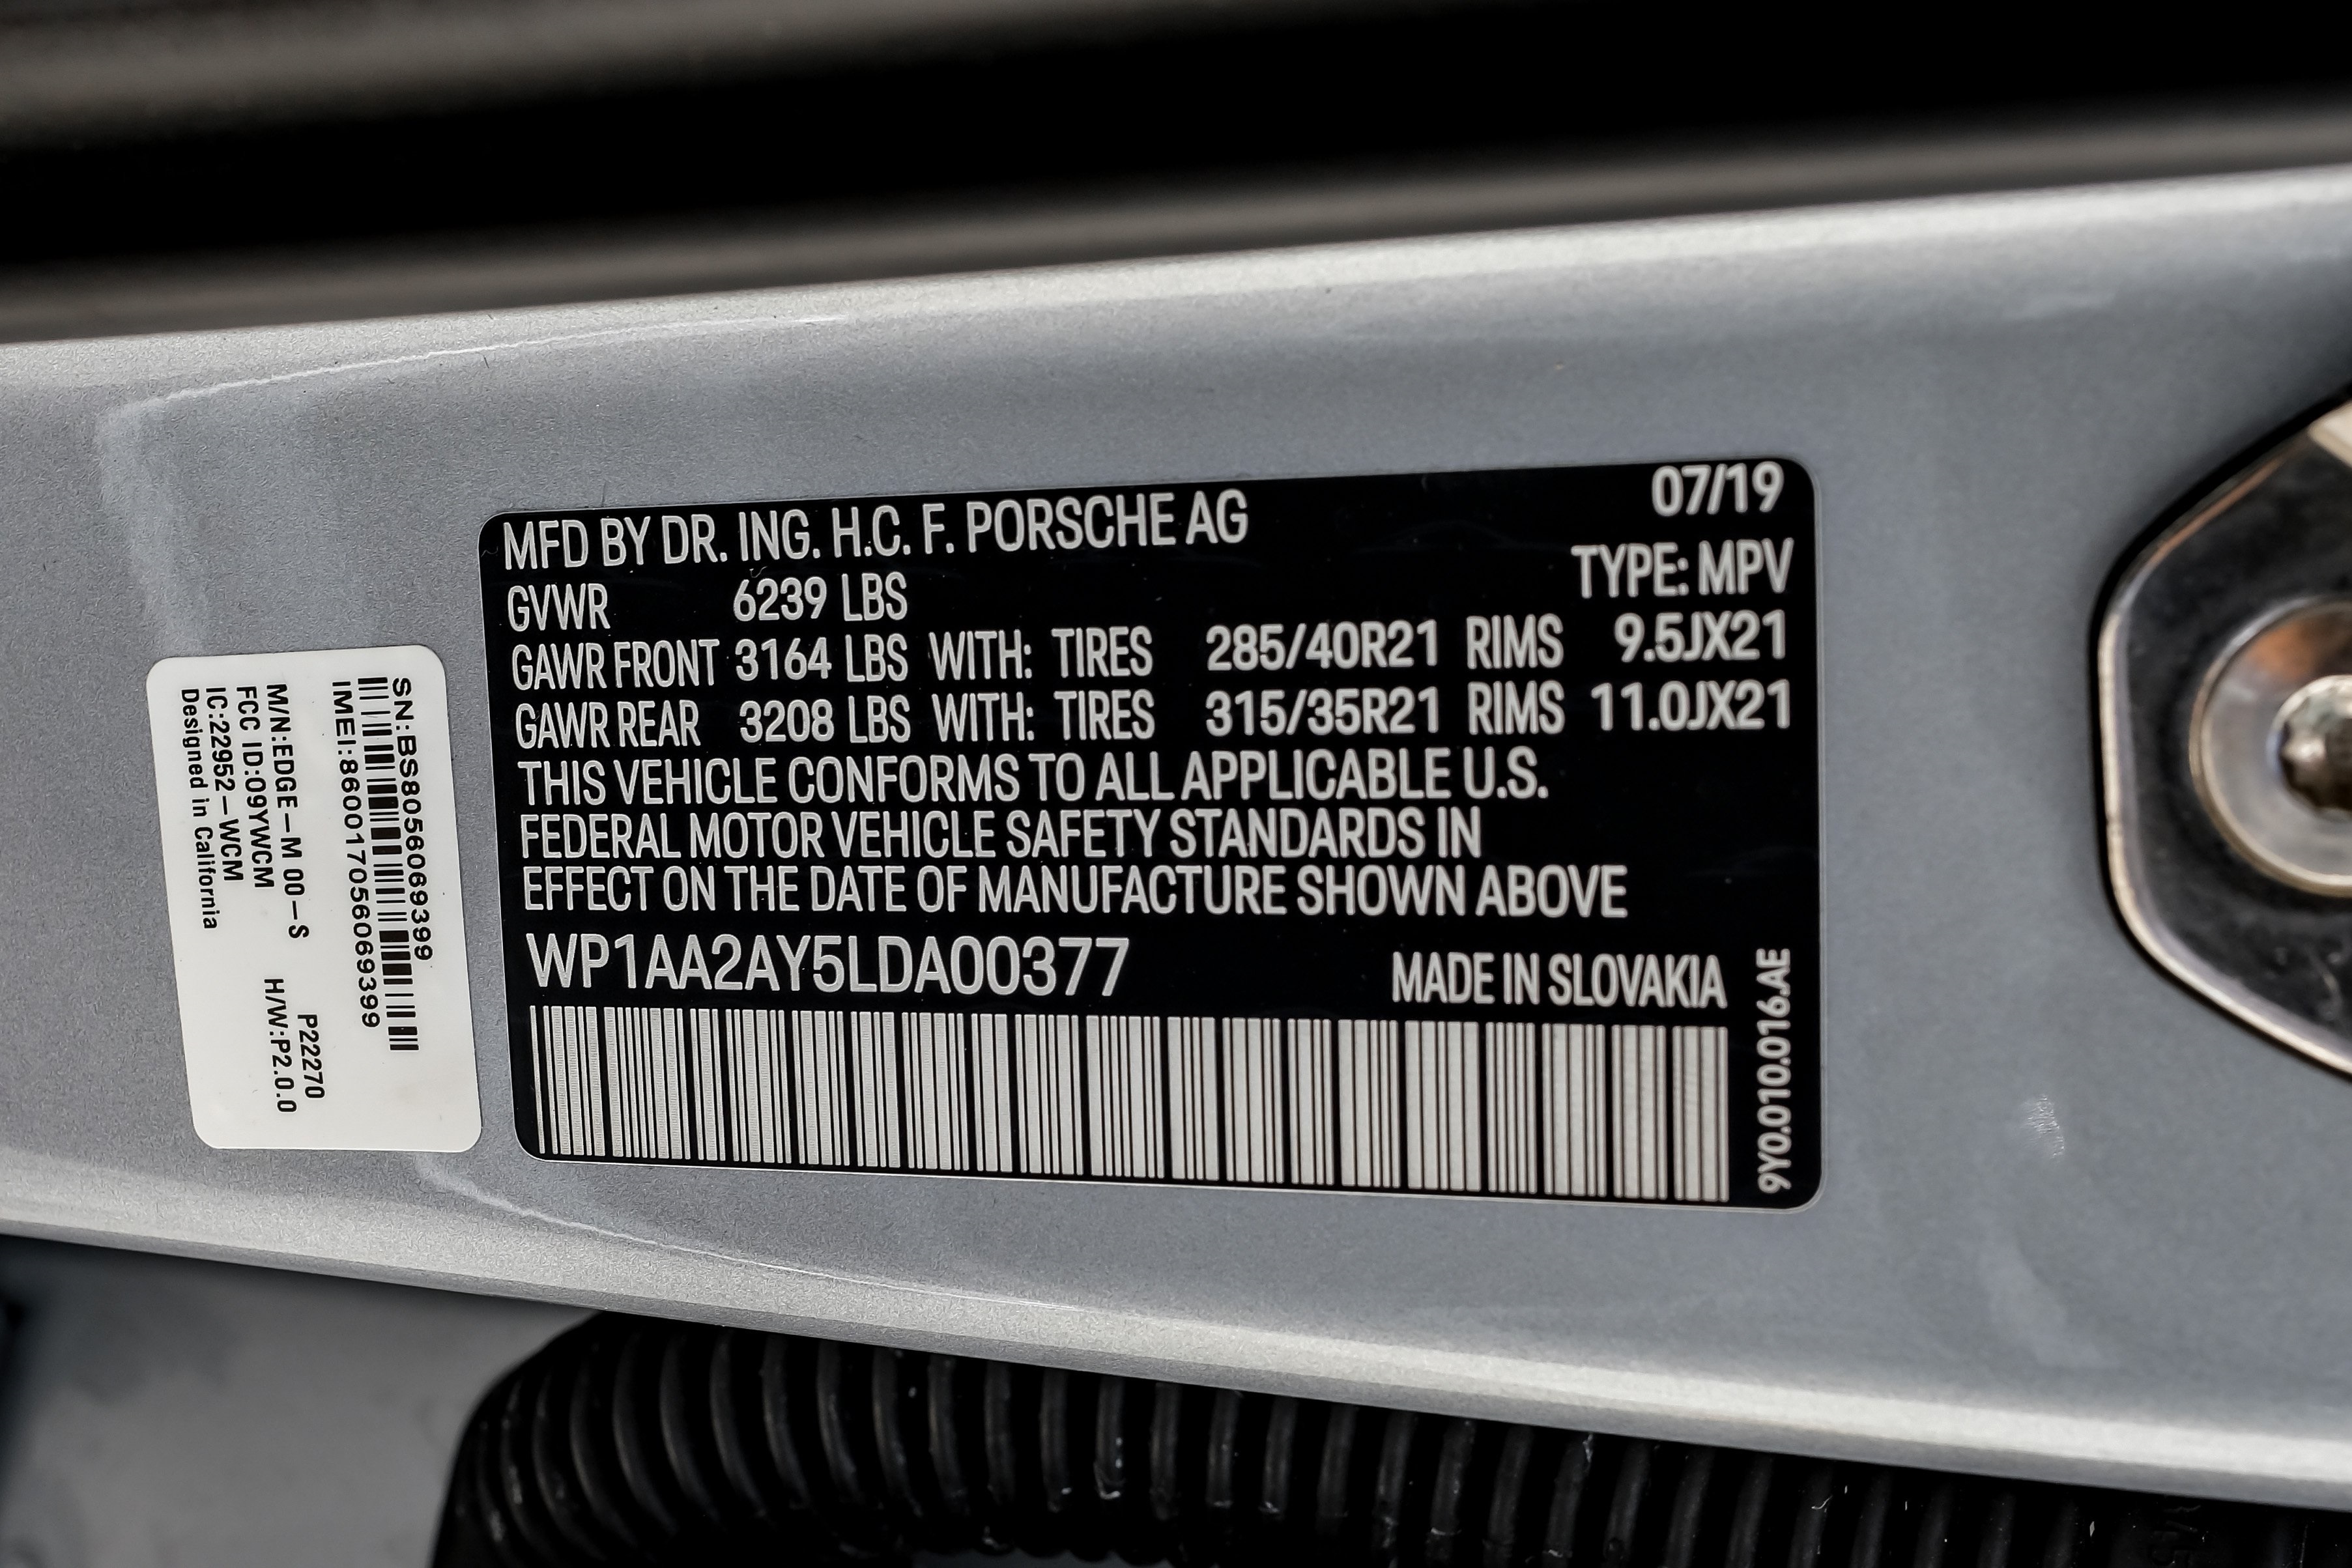 MFD BY DR. ING. H.C. F. PORSCHE AG 07/19
TYPE: MPV
GVWR 6239 LBS
GAWR FRONT 3164 LBS WITH: TIRES 285/40R21 RIMS 9.5JX21
GAWR REAR 3208 LBS WITH: TIRES 315/35R21 RIMS 11.0JX21
THIS VEHICLE CONFORMS TO ALL APPLICABLE U.S.
FEDERAL MOTOR VEHICLE SAFETY STANDARDS IN
EFFECT ON THE DATE OF MANUFACTURE SHOWN ABOVE
WP1AA2AY5LDA00377
MADE IN SLOVAKIA
9Y0.010.016.AE
SN:BS8056069399
IMEI:860017056069399
P22270
M/N:EDGE-M 00-S H/W:P2.0.0
FCC ID:09YWCM
IC:22952-WCM
Designed in California